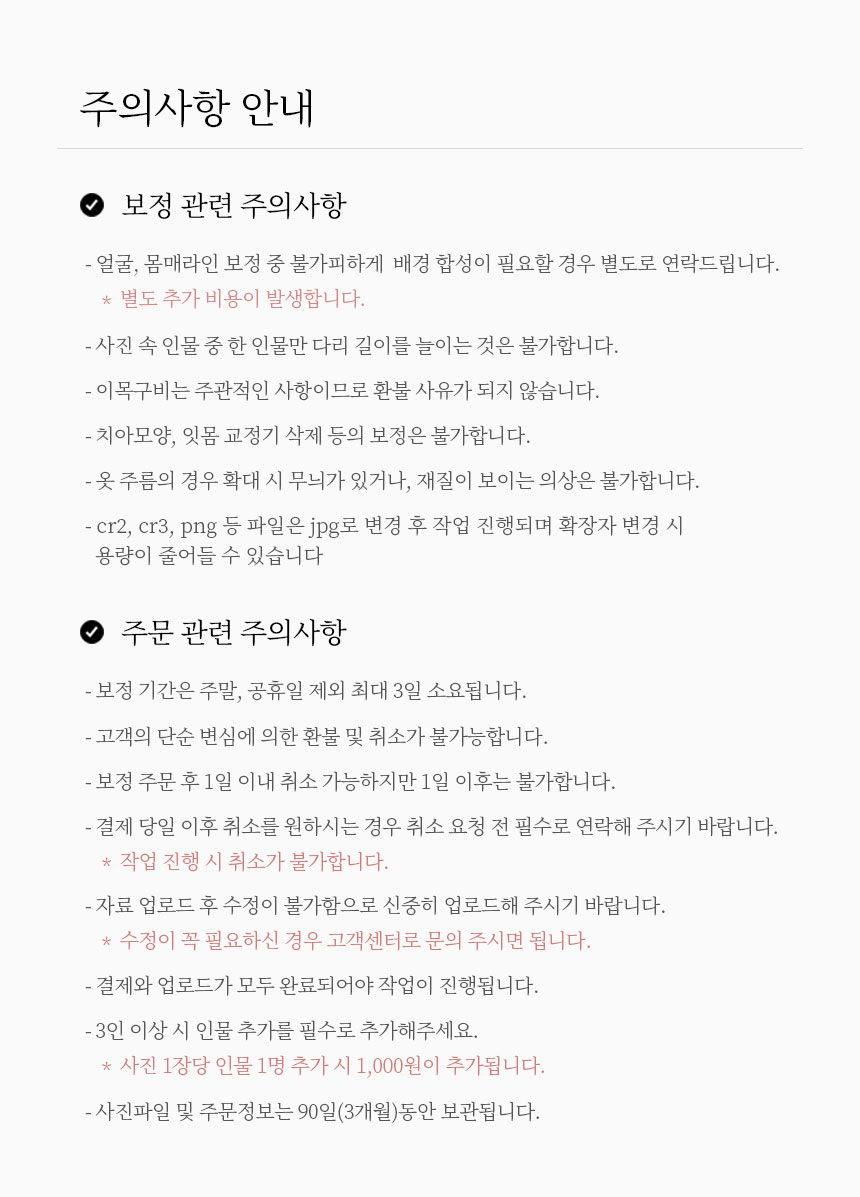 주의사항 안내
보정 관련 주의사항
- 얼굴, 몸매라인 보정 중 불가피하게 배경 합성이 필요할 경우 별도로 연락드립니다.
* 별도 추가 비용이 발생합니다.
- 사진 속 인물 중 한 인물만 다리 길이를 늘이는 것은 불가합니다.
- 이목구비는 주관적인 사항이므로 환불 사유가 되지 않습니다.
- 치아모양, 잇몸 교정기 삭제 등의 보정은 불가합니다.
- 옷 주름의 경우 확대 시 무늬가 있거나, 재질이 보이는 의상은 불가합니다.
- cr2, cr3, png 등 파일은 jpg로 변경 후 작업 진행되며 확장자 변경 시
용량이 줄어들 수 있습니다
주문 관련 주의사항
- 보정 기간은 주말, 공휴일 제외 최대 3일 소요됩니다.
- 고객의 단순 변심에 의한 환불 및 취소가 불가능합니다.
- 보정 주문 후 1일 이내 취소 가능하지만 1일 이후는 불가합니다.
- 결제 당일 이후 취소를 원하시는 경우 취소 요청 전 필수로 연락해 주시기 바랍니다.
* 작업 진행 시 취소가 불가합니다.
- 자료 업로드 후 수정이 불가함으로 신중히 업로드해 주시기 바랍니다.
* 수정이 꼭 필요하신 경우 고객센터로 문의 주시면 됩니다.
- 결제와 업로드가 모두 완료되어야 작업이 진행됩니다.
- 3인 이상 시 인물 추가를 필수로 추가해주세요.
* 사진 1장당 인물 1명 추가 시 1,000원이 추가됩니다.
- 사진파일 및 주문정보는 90일(3개월)동안 보관됩니다.